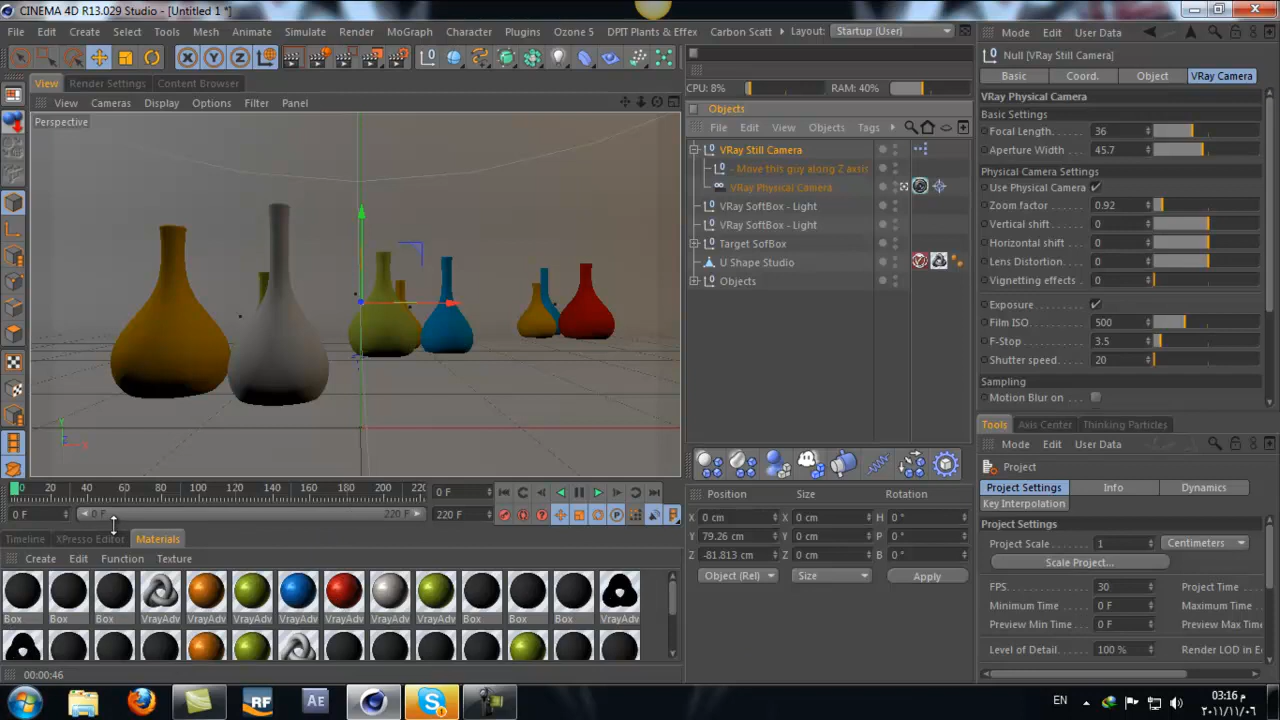 CINEMA 4D R13.029 Studio - [Untitled 1 *]
File Edit Create Select Tools Mesh Animate Simulate Render MoGraph Character Plugins Ozone 5 DPIT Plants & Effex Carbon Scatt Layout: Startup (User)
View Render Settings Content Browser
View Cameras Display Options Filter Panel
Perspective
CPU: 8% RAM: 40%
Objects
File Edit View Objects Tags
VRay Still Camera
- Move this guy along Z axsis
VRay Physical Camera
VRay SoftBox - Light
VRay SoftBox - Light
Target SofBox
U Shape Studio
Objects
Mode Edit User Data
Null [VRay Still Camera]
Basic Coord. Object VRay Camera
VRay Physical Camera
Basic Settings
Focal Length. 36
Aperture Width 45.7
Physical Camera Settings
Use Physical Camera
Zoom factor 0.92
Vertical shift 0
Horizontal shift 0
Lens Distortion. 0
Vignetting effects 0
Exposure
Film ISO 500
F-Stop 3.5
Shutter speed 20
Sampling
Motion Blur on
Tools Axis Center Thinking Particles
Mode Edit User Data
Project
Project Settings Info Dynamics
Key Interpolation
Project Settings
Project Scale 1 Centimeters
Scale Project...
FPS 30 Project Time
Minimum Time 0 F Maximum Time
Preview Min Time 0 F Preview Max Time
Level of Detail 100 % Render LOD in E
0 20 40 60 80 100 120 140 160 180 200 220 0 F
0 F 0 F 220 F 220 F
Position Size Rotation
X 0 cm X 0 cm H 0 °
Y 79.26 cm Y 0 cm P 0 °
Z -81.813 cm Z 0 cm B 0 °
Object (Rel) Size Apply
Timeline XPresso Editor Materials
Create Edit Function Texture
Box Box Box VrayAdv VrayAdv VrayAdv VrayAdv VrayAdv VrayAdv VrayAdv Box Box Box VrayAdv
00:00:46
RF Ae EN
03:16 م
٢٠١١/١١/٠٦